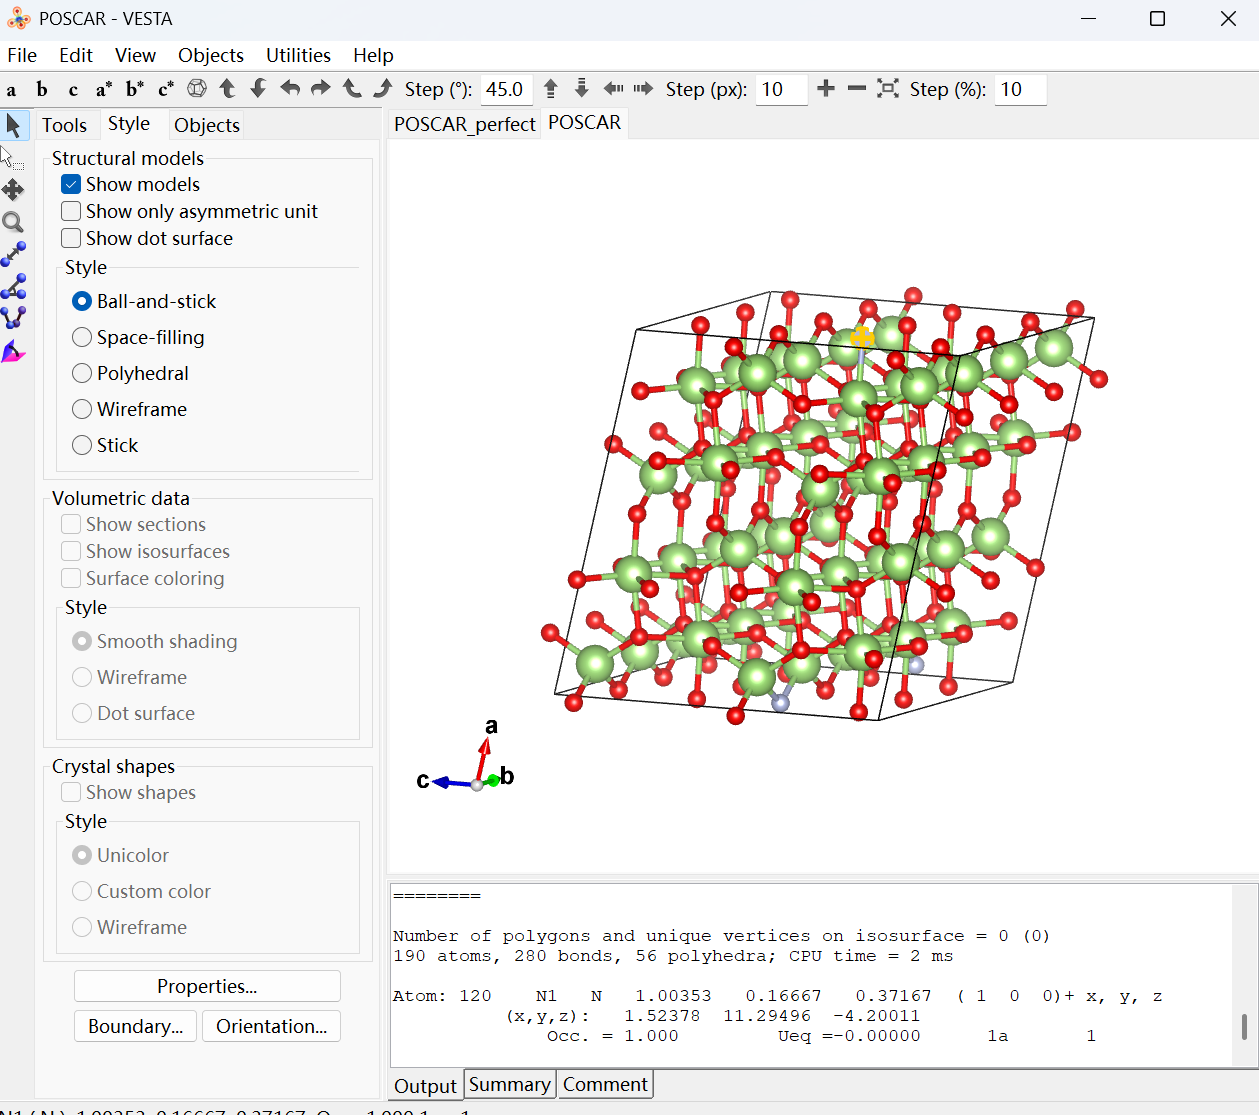 POSCAR - VESTA
File Edit View Objects Utilities Help
a b c a* b* c* Step (°): 45.0 Step (px): 10 Step (%): 10
Tools Style Objects
POSCAR_perfect POSCAR
Structural models
Show models
Show only asymmetric unit
Show dot surface
Style
Ball-and-stick
Space-filling
Polyhedral
Wireframe
Stick
Volumetric data
Show sections
Show isosurfaces
Surface coloring
Style
Smooth shading
Wireframe
Dot surface
Crystal shapes
Show shapes
Style
Unicolor
Custom color
Wireframe
Properties...
Boundary... Orientation...
a
c b
========
Number of polygons and unique vertices on isosurface = 0 (0)
190 atoms, 280 bonds, 56 polyhedra; CPU time = 2 ms
Atom: 120 N1 N 1.00353 0.16667 0.37167 ( 1 0 0)+ x, y, z
(x,y,z): 1.52378 11.29496 -4.20011
Occ. = 1.000 Ueq =-0.00000 1a 1
Output Summary Comment